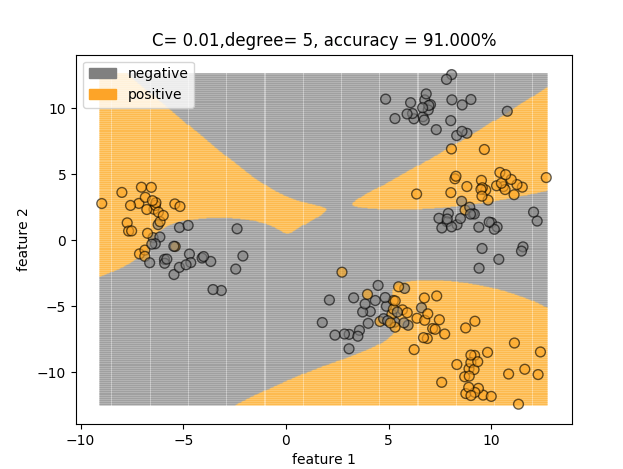 C= 0.01,degree= 5, accuracy = 91.000%
negative
positive
10
5
0
−5
−10
feature 2
−10 −5 0 5 10
feature 1